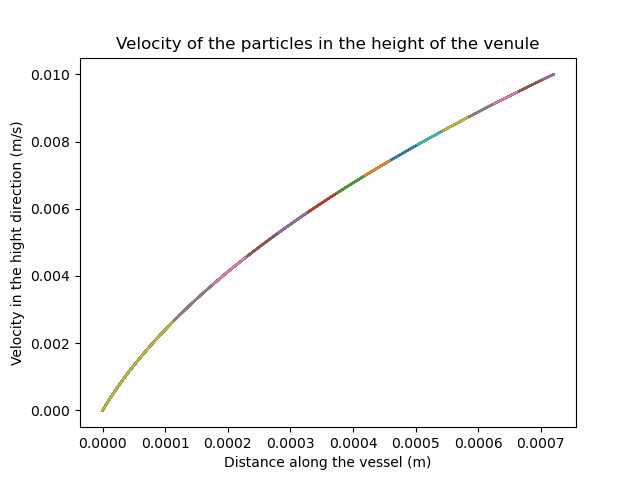 Velocity of the particles in the height of the venule
0.010
0.008
0.006
0.004
0.002
0.000
Velocity in the hight direction (m/s)
0.0000 0.0001 0.0002 0.0003 0.0004 0.0005 0.0006 0.0007
Distance along the vessel (m)